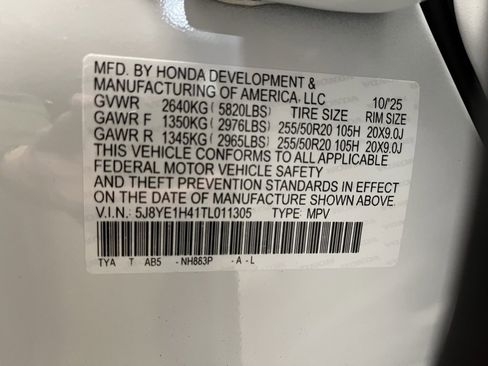 MFD. BY HONDA DEVELOPMENT &
MANUFACTURING OF AMERICA, LLC 10/'25
GVWR 2640KG (5820LBS) TIRE SIZE RIM SIZE
GAWR F 1350KG (2976LBS) 255/50R20 105H 20X9.0J
GAWR R 1345KG (2965LBS) 255/50R20 105H 20X9.0J
THIS VEHICLE CONFORMS TO ALL APPLICABLE
FEDERAL MOTOR VEHICLE SAFETY
AND THEFT PREVENTION STANDARDS IN EFFECT
ON THE DATE OF MANUFACTURE SHOWN ABOVE.
V.I.N.: 5J8YE1H41TL011305 TYPE: MPV
TYA T AB5 -NH883P -A-L